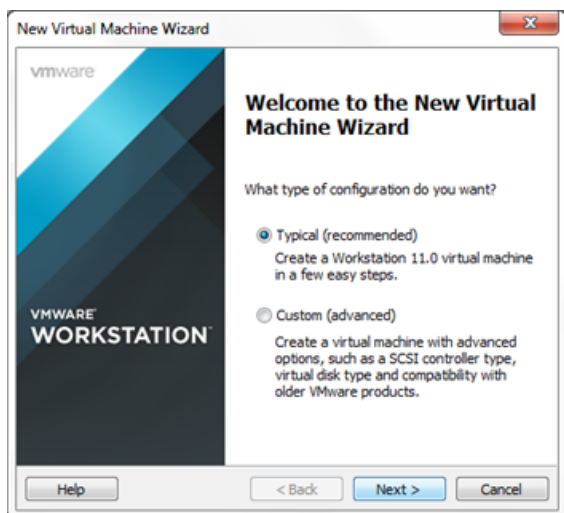 New Virtual Machine Wizard
vmware
Welcome to the New Virtual
Machine Wizard
What type of configuration do you want?
Typical (recommended)
Create a Workstation 11.0 virtual machine
in a few easy steps.
Custom (advanced)
Create a virtual machine with advanced
options, such as a SCSI controller type,
virtual disk type and compatibility with
older VMware products.
VMWARE
WORKSTATION
Help
< Back
Next >
Cancel